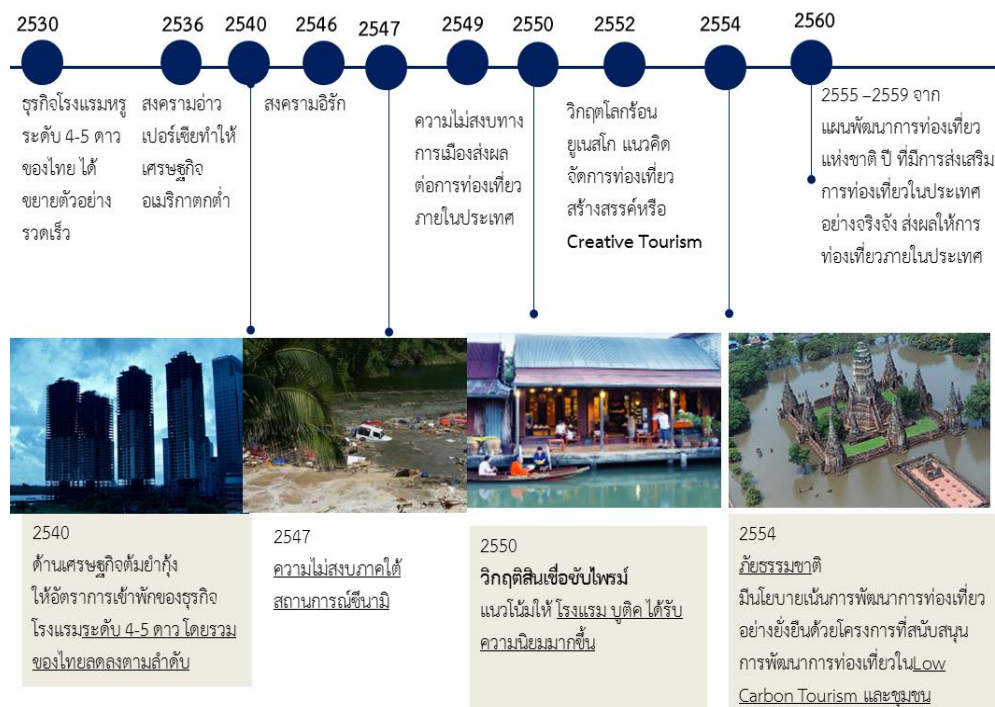 2530
2536
2540
2546
2547
2549
2550
2552
2554
2560
ธุรกิจโรงแรมหรู
ระดับ 4-5 ดาว
ของไทย ได้
ขยายตัวอย่าง
รวดเร็ว
สงครามอ่าว
เปอร์เซียทำให้
เศรษฐกิจ
อเมริกาตกต่ำ
สงครามอิรัก
ความไม่สงบทาง
การเมืองส่งผล
ต่อการท่องเที่ยว
ภายในประเทศ
วิกฤตโลกร้อน
ยูเนสโก แนวคิด
จัดการท่องเที่ยว
สร้างสรรค์หรือ
Creative Tourism
2555 –2559 จาก
แผนพัฒนาการท่องเที่ยว
แห่งชาติ ปี ที่มีการส่งเสริม
การท่องเที่ยวในประเทศ
อย่างจริงจัง ส่งผลให้การ
ท่องเที่ยวภายในประเทศ
2540
ด้านเศรษฐกิจต้มยำกุ้ง
ให้อัตราการเข้าพักของธุรกิจ
โรงแรมระดับ 4-5 ดาว โดยรวม
ของไทยลดลงตามลำดับ
2547
ความไม่สงบภาคใต้
สถานการณ์ซึนามิ
2550
วิกฤติสินเชื่อซับไพรม์
แนวโน้มให้ โรงแรม บูติค ได้รับ
ความนิยมมากขึ้น
2554
ภัยธรรมชาติ
มีนโยบายเน้นการพัฒนาการท่องเที่ยว
อย่างยั่งยืนด้วยโครงการที่สนับสนุน
การพัฒนาการท่องเที่ยวในLow
Carbon Tourism และชุมชน